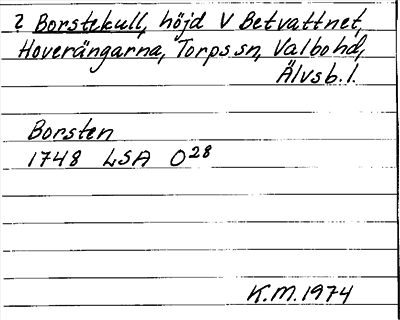 ? Borstekull, höjd V Betvattnet,
Hoverängarna, Torps sn, Valbo hd,
Älvsb. l.
Borsten
1748 LSA O28
K.M. 1974